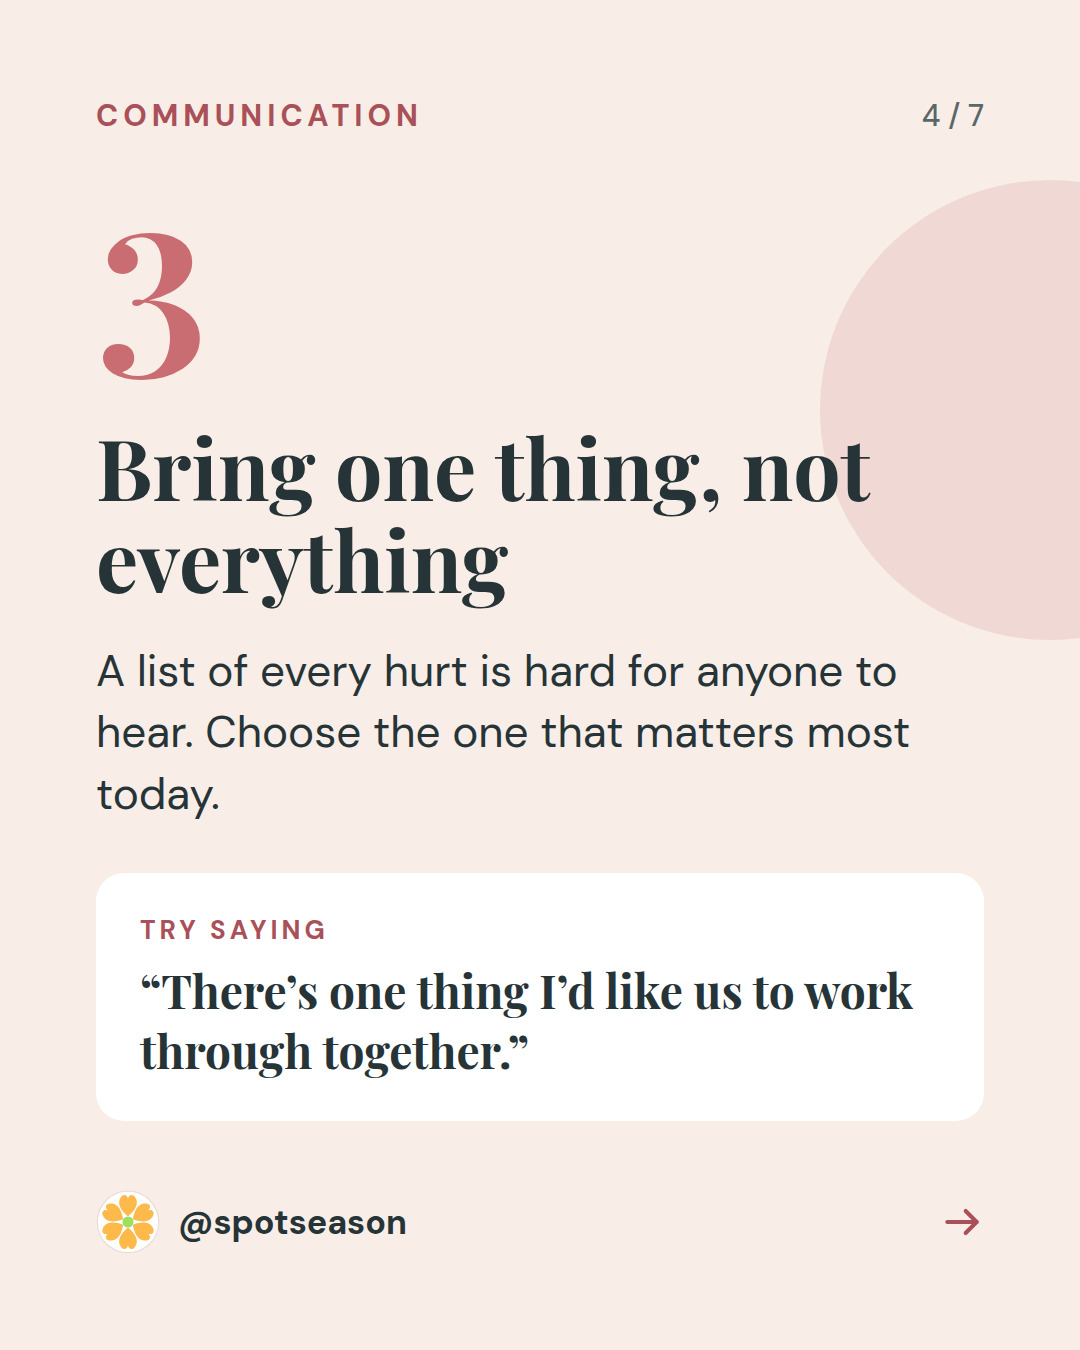 COMMUNICATION
4 / 7
3
Bring one thing, not
everything
A list of every hurt is hard for anyone to
hear. Choose the one that matters most
today.
TRY SAYING
“There’s one thing I’d like us to work
through together.”
@spotseason